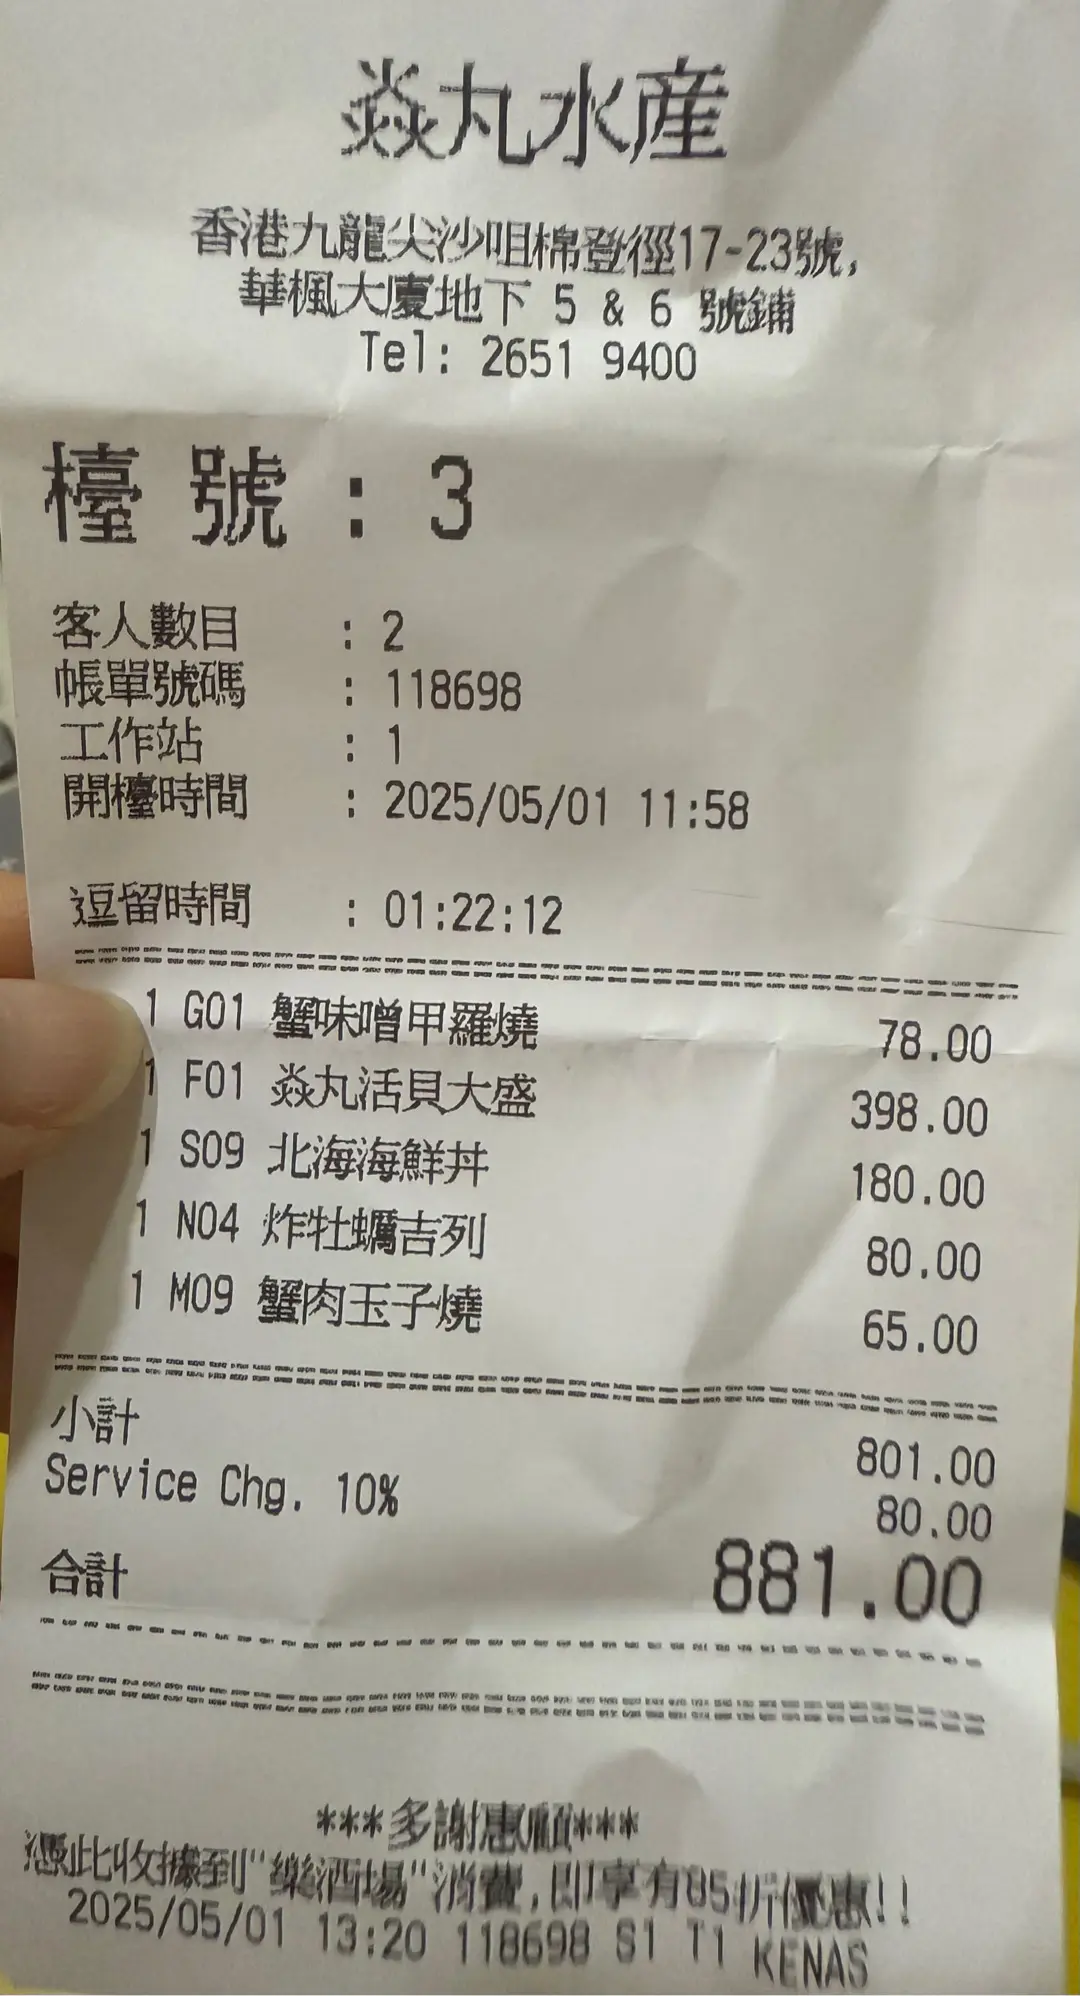 焱丸水産
香港九龍尖沙咀棉登徑17-23號,
華楓大廈地下 5 & 6 號鋪
Tel: 2651 9400
檯 號 : 3
客人數目 : 2
帳單號碼 : 118698
工作站 : 1
開檯時間 : 2025/05/01 11:58
逗留時間 : 01:22:12
1 G01 蟹味噌甲羅燒 78.00
1 F01 焱丸活貝大盛 398.00
1 S09 北海海鮮丼 180.00
1 N04 炸牡蠣吉列 80.00
1 M09 蟹肉玉子燒 65.00
小計 801.00
Service Chg. 10% 80.00
合計 881.00
***多謝惠顧***
憑此收據到"樂酒場"消費,即享有85折優惠!!
2025/05/01 13:20 118698 S1 T1 KENAS